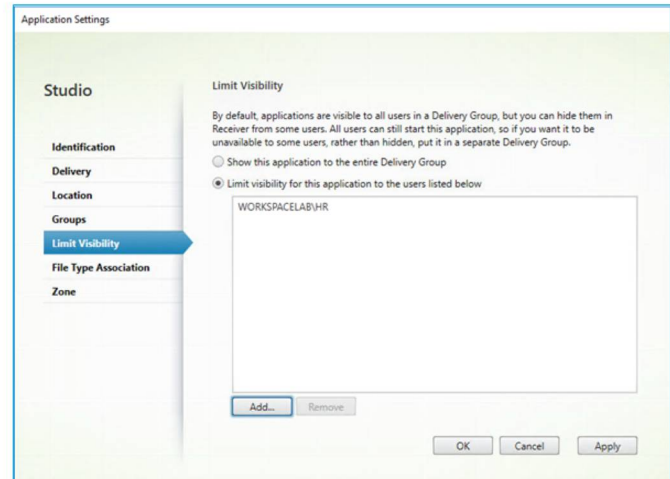 Application Settings
Studio
Identification
Delivery
Location
Groups
Limit Visibility
File Type Association
Zone
Limit Visibility
By default, applications are visible to all users in a Delivery Group, but you can hide them in
Receiver from some users. All users can still start this application, so if you want it to be
unavailable to some users, rather than hidden, put it in a separate Delivery Group.
Show this application to the entire Delivery Group
Limit visibility for this application to the users listed below
WORKSPACELAB\HR
Add...
Remove
OK
Cancel
Apply